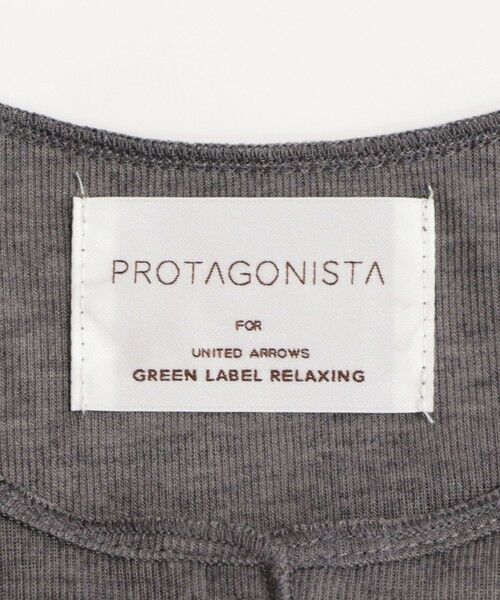 PROTAGONISTA
FOR
UNITED ARROWS
GREEN LABEL RELAXING